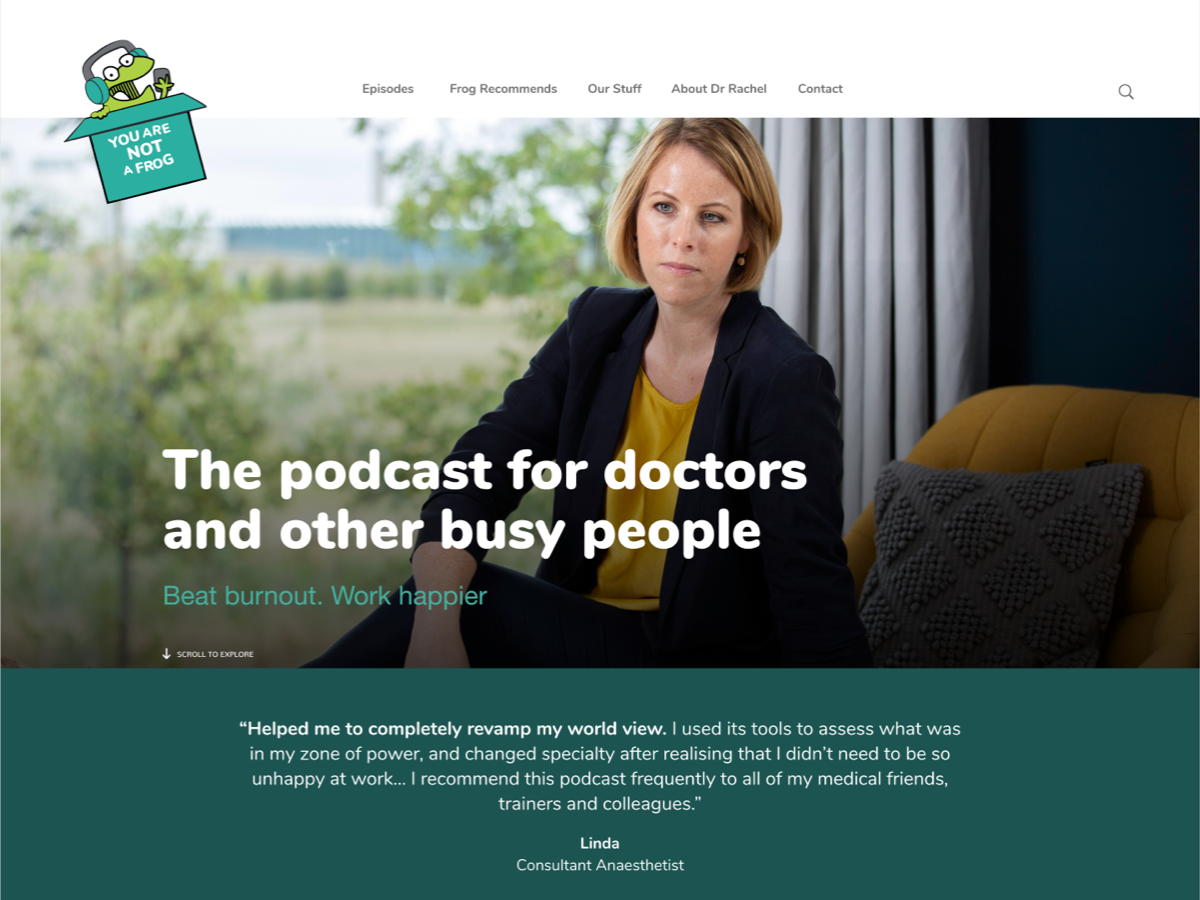 YOU ARE
NOT
A FROG
Episodes
Frog Recommends
Our Stuff
About Dr Rachel
Contact
The podcast for doctors
and other busy people
Beat burnout. Work happier
SCROLL TO EXPLORE
“Helped me to completely revamp my world view. I used its tools to assess what was
in my zone of power, and changed specialty after realising that I didn’t need to be so
unhappy at work... I recommend this podcast frequently to all of my medical friends,
trainers and colleagues.”
Linda
Consultant Anaesthetist